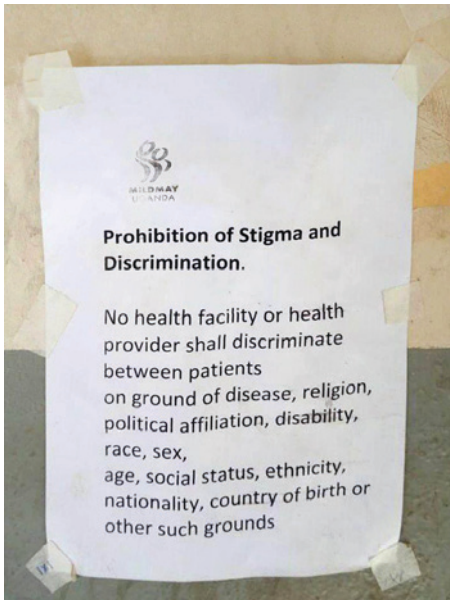 MILDMAY
UGANDA
Prohibition of Stigma and
Discrimination.
No health facility or health
provider shall discriminate
between patients
on ground of disease, religion,
political affiliation, disability,
race, sex,
age, social status, ethnicity,
nationality, country of birth or
other such grounds